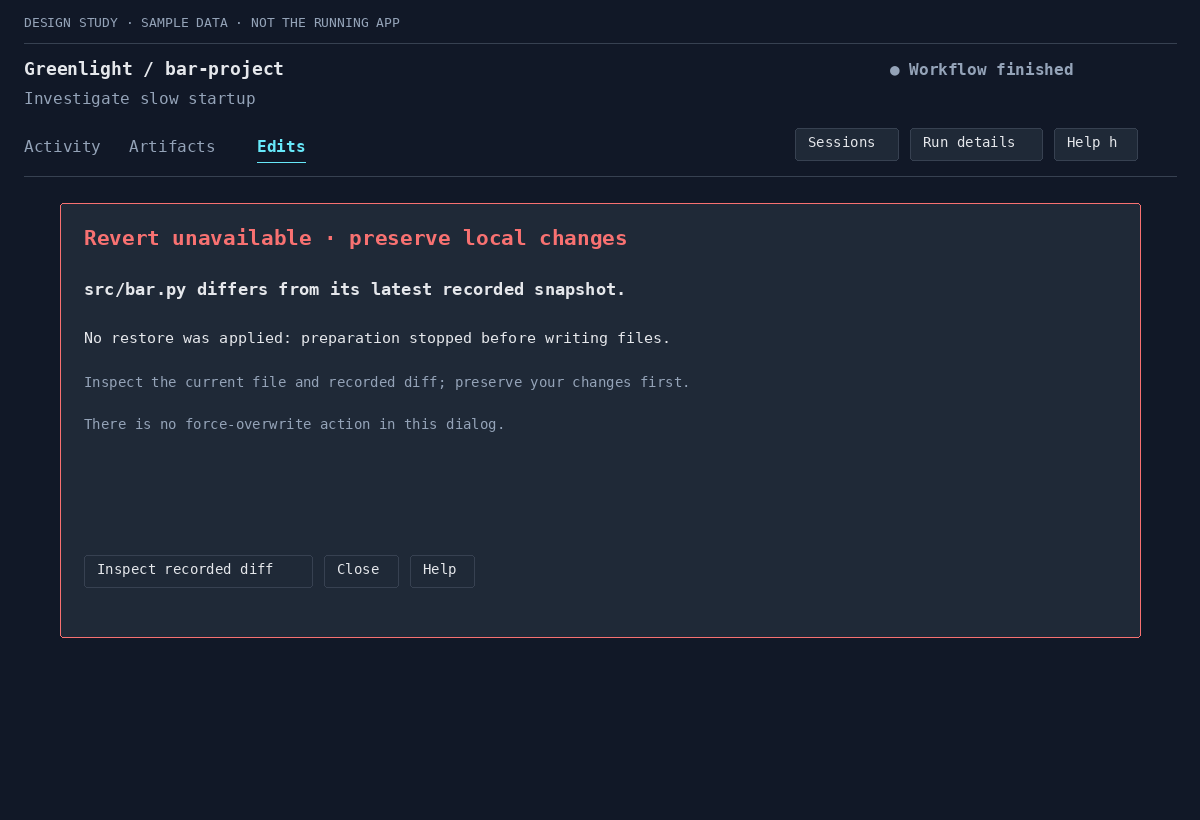 DESIGN STUDY · SAMPLE DATA · NOT THE RUNNING APP
Greenlight / bar-project
● Workflow finished
Investigate slow startup
Activity Artifacts Edits
Sessions Run details Help h
Revert unavailable · preserve local changes
src/bar.py differs from its latest recorded snapshot.
No restore was applied: preparation stopped before writing files.
Inspect the current file and recorded diff; preserve your changes first.
There is no force-overwrite action in this dialog.
Inspect recorded diff Close Help